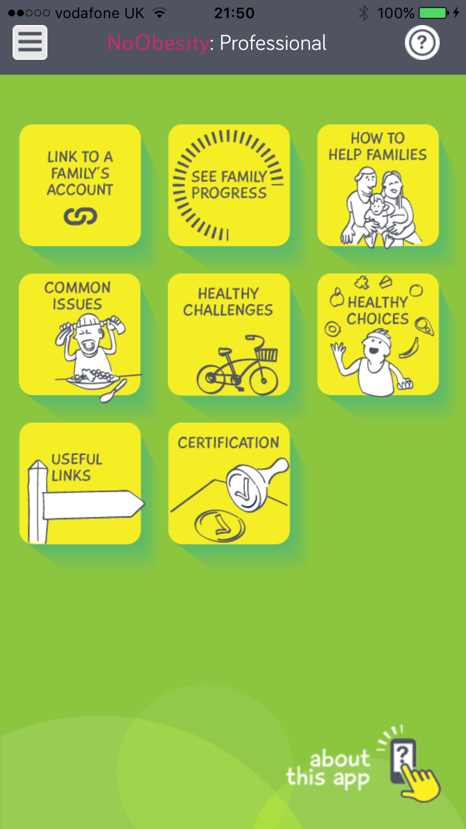 vodafone UK 21:50 100%
NoObesity: Professional
?
LINK TO A
FAMILY'S
ACCOUNT
SEE FAMILY
PROGRESS
HOW TO
HELP FAMILIES
COMMON
ISSUES
HEALTHY
CHALLENGES
HEALTHY
CHOICES
USEFUL
LINKS
CERTIFICATION
about
this app
?